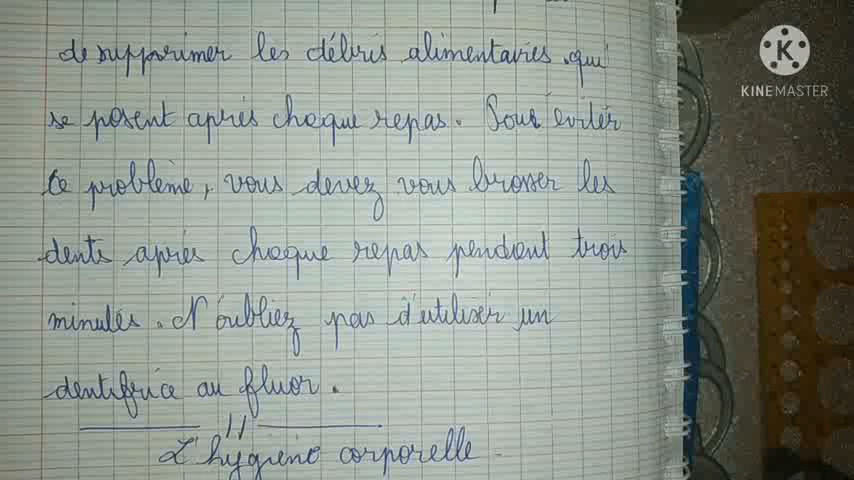 de supprimer les débris alimentaires qui
se posent après chaque repas. Pour éviter
ce problème, vous devez vous brosser les
dents après chaque repas pendant trois
minutes. N'oubliez pas d'utiliser un
dentifrice au fluor.
L'hygiène corporelle.
K
KINEMASTER